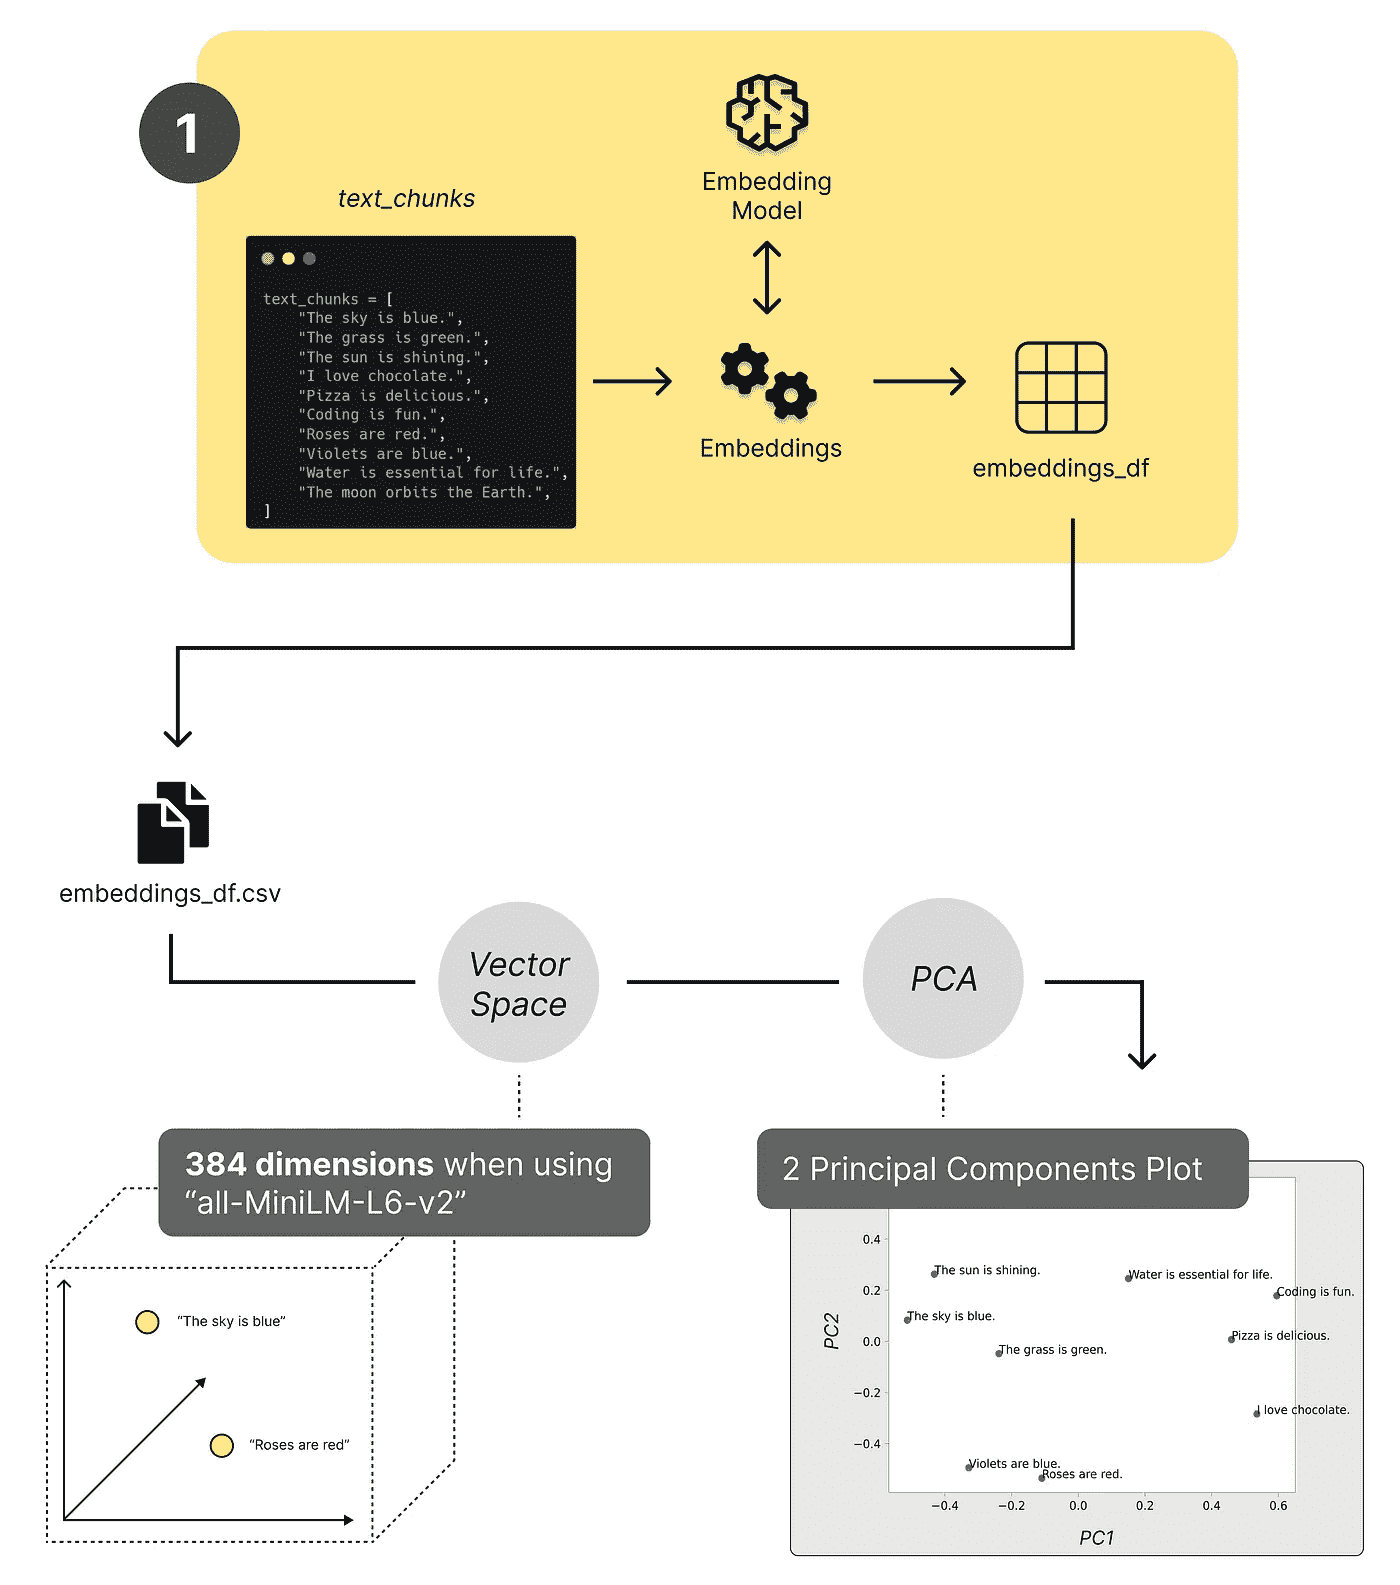 1
text_chunks
text_chunks = [
"The sky is blue.",
"The grass is green.",
"The sun is shining.",
"I love chocolate.",
"Pizza is delicious.",
"Coding is fun.",
"Roses are red.",
"Violets are blue.",
"Water is essential for life.",
"The moon orbits the Earth.",
]
Embedding
Model
Embeddings
embeddings_df
embeddings_df.csv
Vector
Space
PCA
384 dimensions when using
“all-MiniLM-L6-v2”
“The sky is blue”
“Roses are red”
2 Principal Components Plot
0.4
0.2
0.0
−0.2
−0.4
PC2
The sun is shining.
Water is essential for life.
Coding is fun.
The sky is blue.
Pizza is delicious.
The grass is green.
I love chocolate.
Violets are blue.
Roses are red.
−0.4 −0.2 0.0 0.2 0.4 0.6
PC1